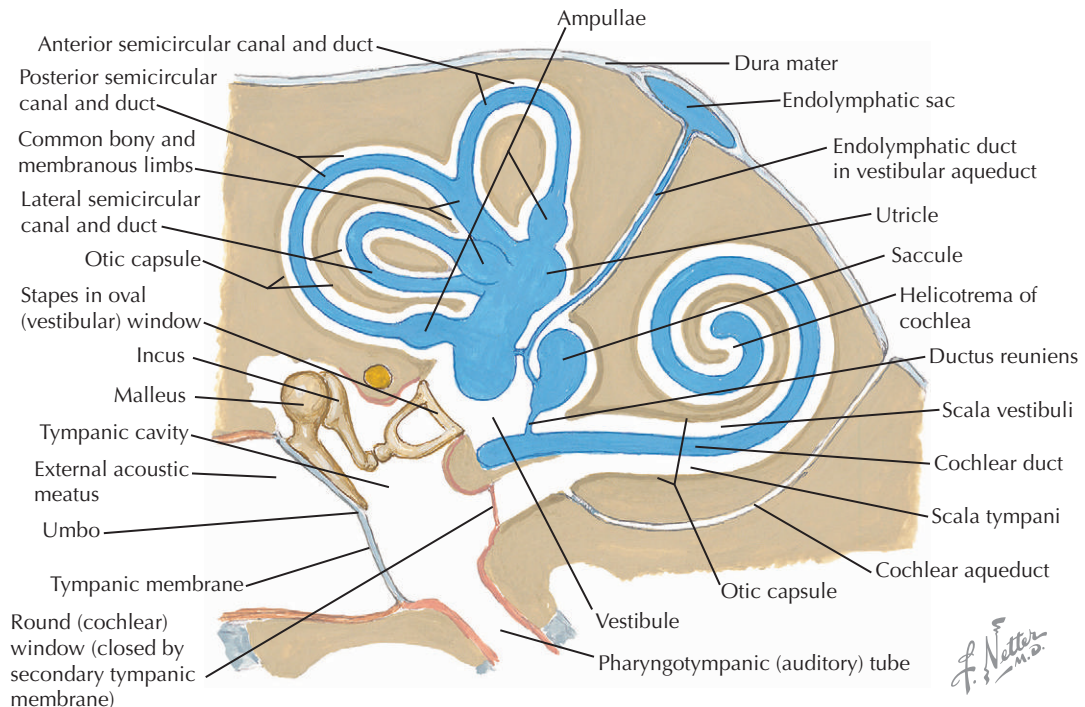 Ampullae
Anterior semicircular canal and duct
Posterior semicircular
canal and duct
Common bony and
membranous limbs
Lateral semicircular
canal and duct
Otic capsule
Stapes in oval
(vestibular) window
Incus
Malleus
Tympanic cavity
External acoustic
meatus
Umbo
Tympanic membrane
Round (cochlear)
window (closed by
secondary tympanic
membrane)
Dura mater
Endolymphatic sac
Endolymphatic duct
in vestibular aqueduct
Utricle
Saccule
Helicotrema of
cochlea
Ductus reuniens
Scala vestibuli
Cochlear duct
Scala tympani
Cochlear aqueduct
Otic capsule
Vestibule
Pharyngotympanic (auditory) tube
F. Netter
M.D.